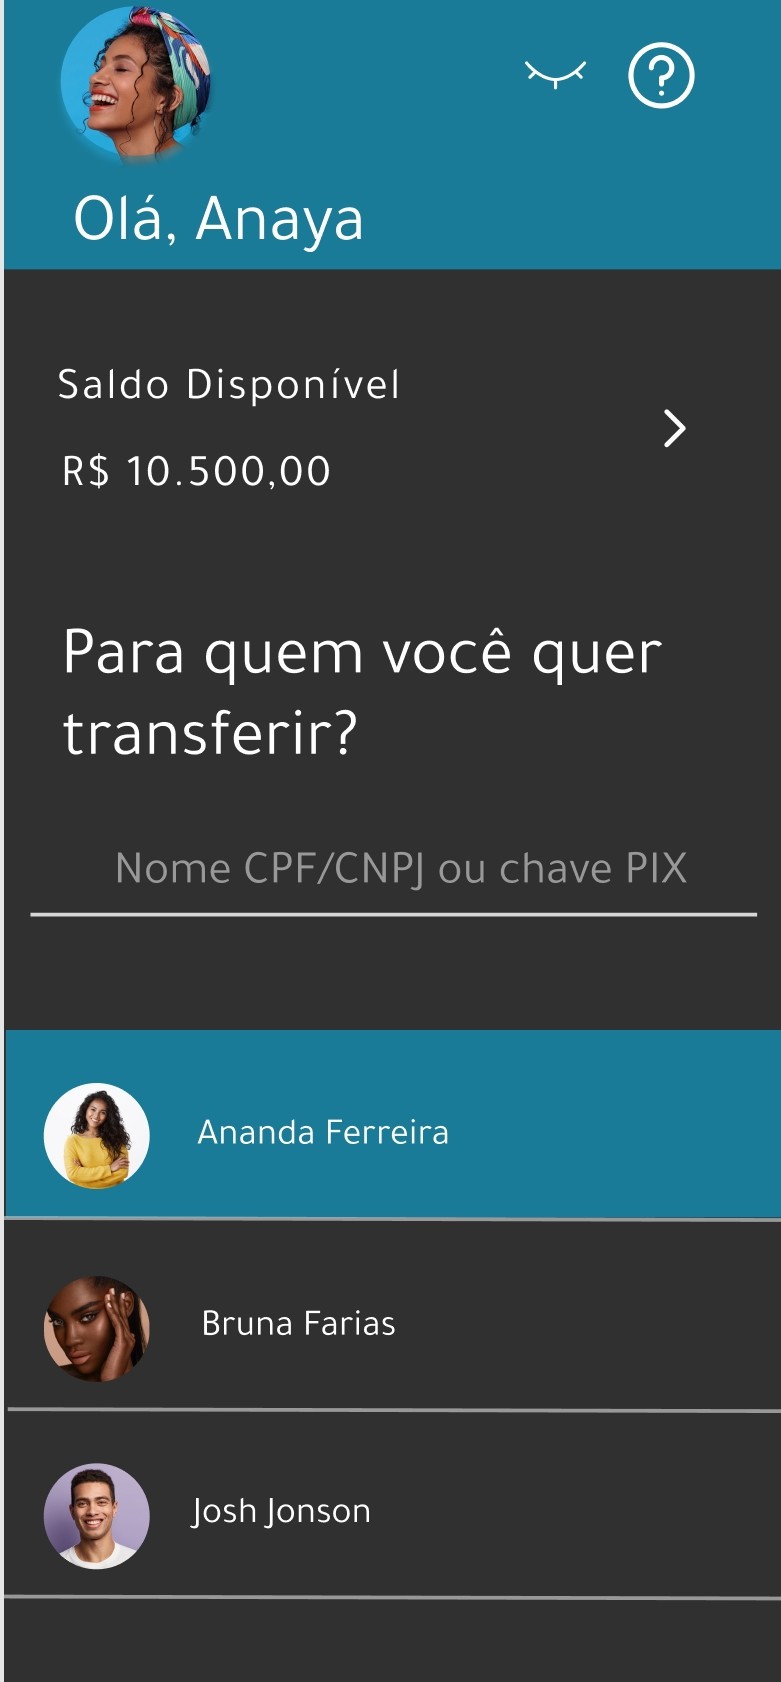 Olá, Anaya
Saldo Disponível
R$ 10.500,00
Para quem você quer
transferir?
Nome CPF/CNPJ ou chave PIX
Ananda Ferreira
Bruna Farias
Josh Jonson